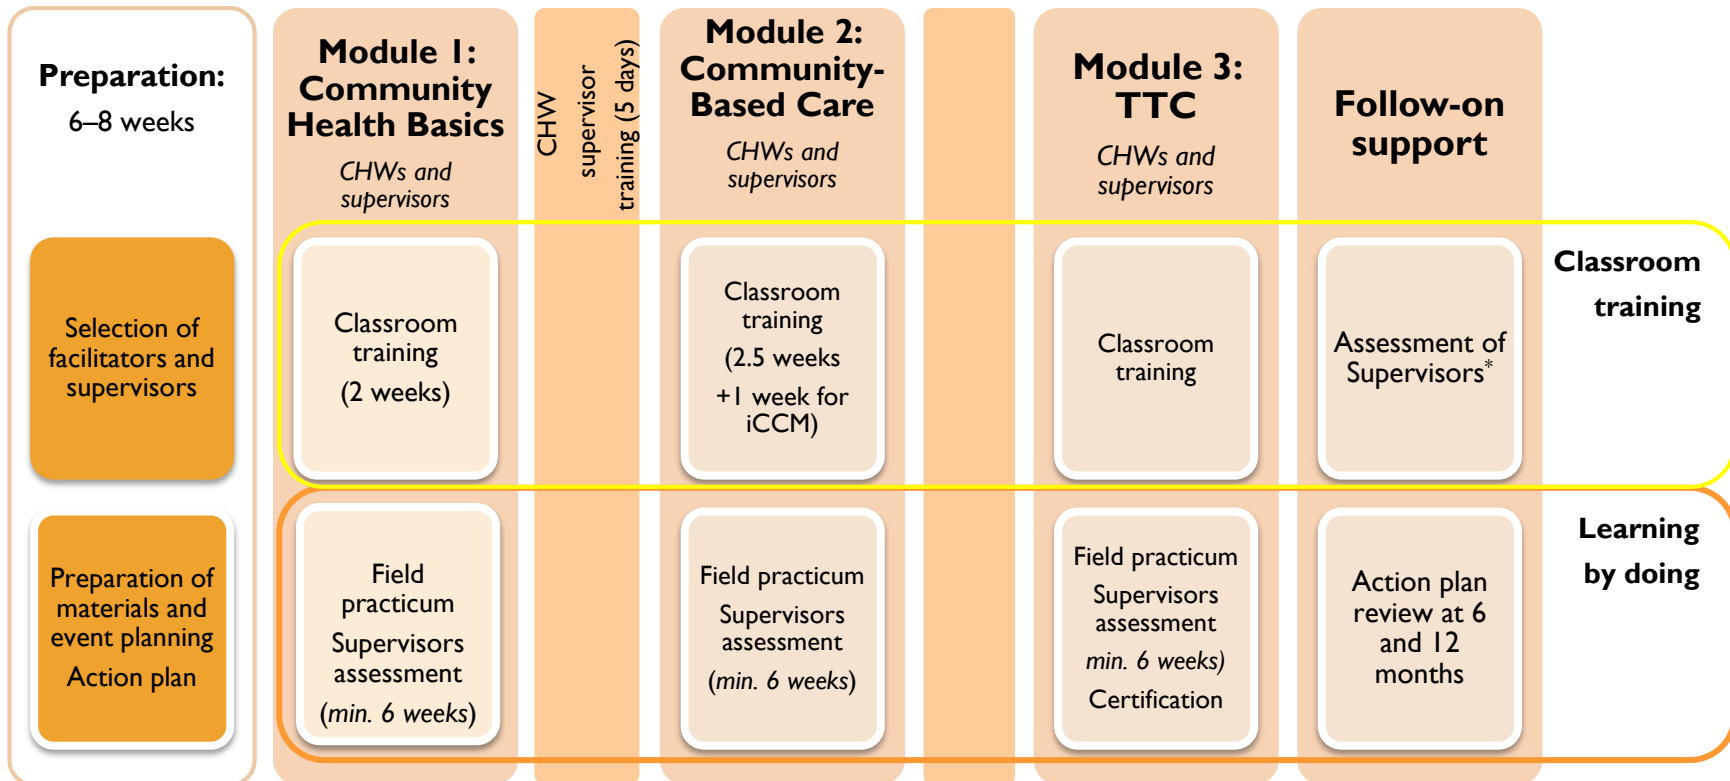 Preparation:
6–8 weeks
Selection of
facilitators and
supervisors
Preparation of
materials and
event planning
Action plan
Module 1:
Community
Health Basics
CHWs and
supervisors
Classroom
training
(2 weeks)
Field
practicum
Supervisors
assessment
(min. 6 weeks)
CHW
supervisor
training (5 days)
Module 2:
Community-
Based Care
CHWs and
supervisors
Classroom
training
(2.5 weeks
+1 week for
iCCM)
Field practicum
Supervisors
assessment
(min. 6 weeks)
Module 3:
TTC
CHWs and
supervisors
Classroom
training
Field practicum
Supervisors
assessment
min. 6 weeks)
Certification
Follow-on
support
Assessment of
Supervisors*
Action plan
review at 6
and 12
months
Classroom
training
Learning
by doing